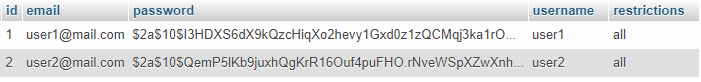 id email password username restrictions
1 user1@mail.com $2a$10$I3HDXS6dX9kQzcHiqXo2hevy1Gxd0z1zQCMqj3ka1rO... user1 all
2 user2@mail.com $2a$10$QemP5lKb9juxhQgKrR16Ouf4puFHO.rNveWSpXZwXnh... user2 all